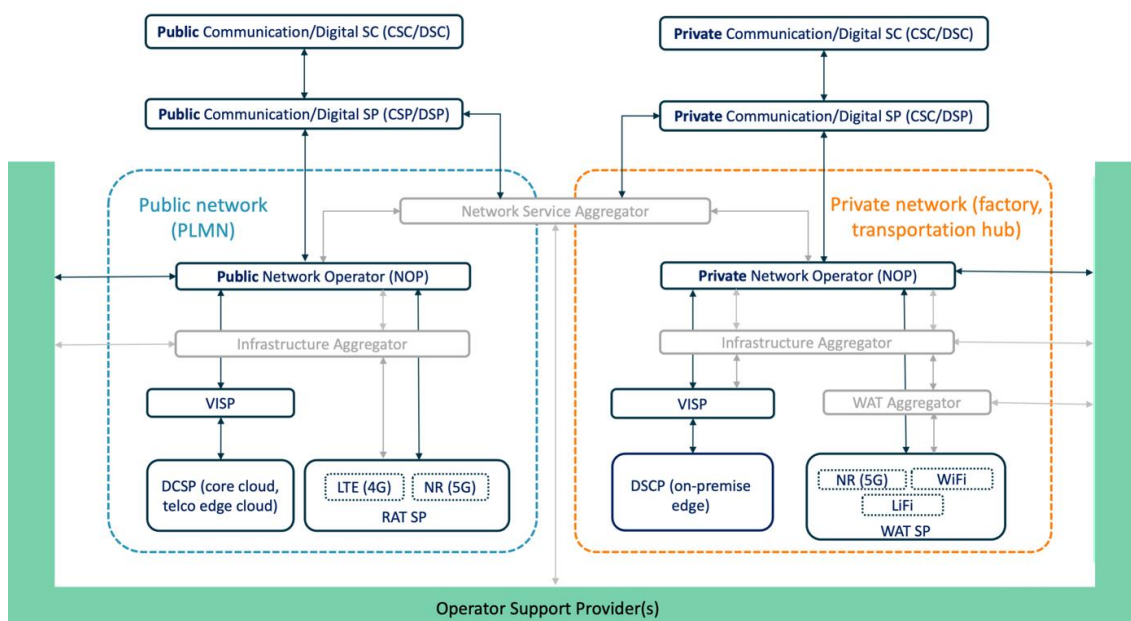 Public Communication/Digital SC (CSC/DSC)
Private Communication/Digital SC (CSC/DSC)
Public Communication/Digital SP (CSP/DSP)
Private Communication/Digital SP (CSC/DSP)
Public network
(PLMN)
Network Service Aggregator
Private network (factory,
transportation hub)
Public Network Operator (NOP)
Private Network Operator (NOP)
Infrastructure Aggregator
Infrastructure Aggregator
VISP
VISP
WAT Aggregator
DCSP (core cloud,
telco edge cloud)
LTE (4G)
NR (5G)
RAT SP
DSCP (on-premise
edge)
NR (5G)
WiFi
LiFi
WAT SP
Operator Support Provider(s)